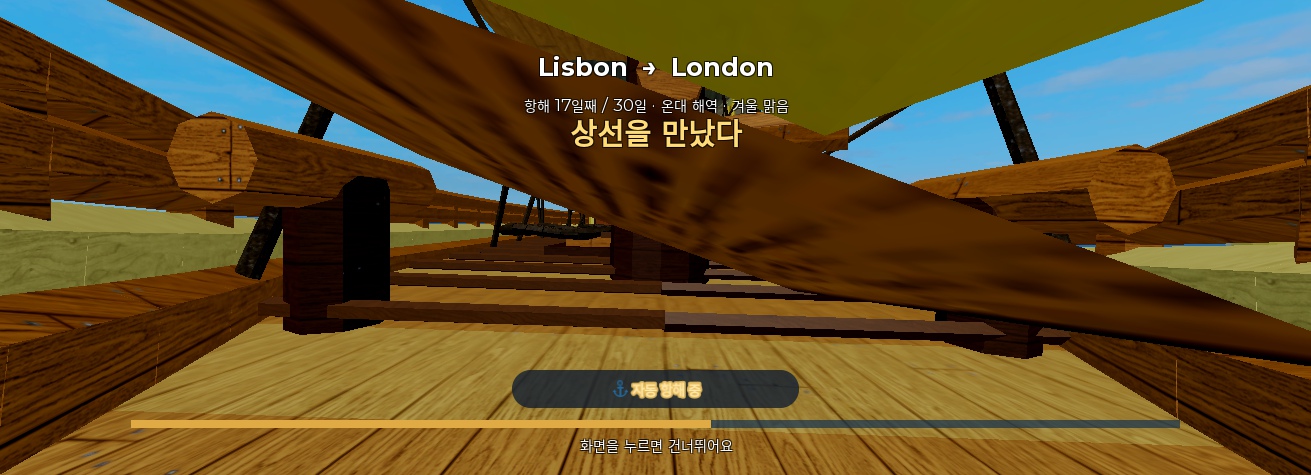 Lisbon → London
항해 17일째 / 30일 · 온대 해역 · 겨울 맑음
상선을 만났다
⚓ 자동 항해 중
화면을 누르면 건너뛰어요